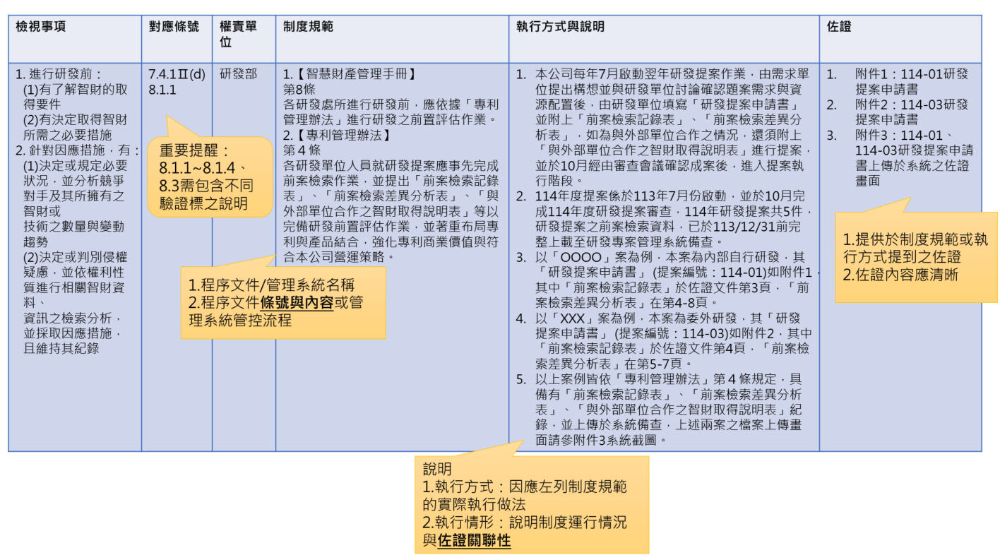 檢視事項
對應條號
權責單
位
制度規範
執行方式與說明
佐證
1. 進行研發前：
(1)有了解智財的取
得要件
(2)有決定取得智財
所需之必要措施
2. 針對因應措施，有：
(1)決定或規定必要
狀況，並分析競爭
對手及其所擁有之
智財或
技術之數量與變動
趨勢
(2)決定或判別侵權
疑慮，並依權利性
質進行相關智財資
料、
資訊之檢索分析，
並採取因應措施，
且維持其紀錄
7.4.1Ⅱ(d)
8.1.1
研發部
1.【智慧財產管理手冊】
第8條
各研發處所進行研發前，應依據「專利
管理辦法」進行研發之前置評估作業。
2.【專利管理辦法】
第４條
各研發單位人員就研發提案應事先完成
前案檢索作業，並提出「前案檢索記錄
表」、「前案檢索差異分析表」、「與
外部單位合作之智財取得說明表」等以
完備研發前置評估作業，並著重布局專
利與產品結合，強化專利商業價值與符
合本公司營運策略。
1. 本公司每年7月啟動翌年研發提案作業，由需求單
位提出構想並與研發單位討論確認題案需求與資
源配置後，由研發單位填寫「研發提案申請書」
並附上「前案檢索記錄表」、「前案檢索差異分
析表」，如為與外部單位合作之情況，還須附上
「與外部單位合作之智財取得說明表」進行提案，
並於10月經由審查會議確認成案後，進入提案執
行階段。
2. 114年度提案係於113年7月份啟動，並於10月完
成114年度研發提案審查，114年研發提案共5件，
研發提案之前案檢索資料，已於113/12/31前完
整上載至研發專案管理系統備查。
3. 以「OOOO」案為例，本案為內部自行研發，其
「研發提案申請書」 (提案編號：114-01)如附件1，
其中「前案檢索記錄表」於佐證文件第3頁，「前
案檢索差異分析表」在第4-8頁。
4. 以「XXX」案為例，本案為委外研發，其「研發
提案申請書」 (提案編號：114-03)如附件2，其中
「前案檢索記錄表」於佐證文件第4頁，「前案檢
索差異分析表」在第5-7頁。
5. 以上案例皆依「專利管理辦法」第４條規定，具
備有「前案檢索記錄表」、「前案檢索差異分析
表」、「與外部單位合作之智財取得說明表」紀
錄，並上傳於系統備查，上述兩案之檔案上傳畫
面請參附件3系統截圖。
1. 附件1：114-01研發
提案申請書
2. 附件2：114-03研發
提案申請書
3. 附件3：114-01、
114-03研發提案申請
書上傳於系統之佐證
畫面
重要提醒：
8.1.1~8.1.4、
8.3需包含不同
驗證標之說明
1.程序文件/管理系統名稱
2.程序文件條號與內容或管
理系統管控流程
1.提供於制度規範或執
行方式提到之佐證
2.佐證內容應清晰
說明
1.執行方式：因應左列制度規範
的實際執行做法
2.執行情形：說明制度運行情況
與佐證關聯性